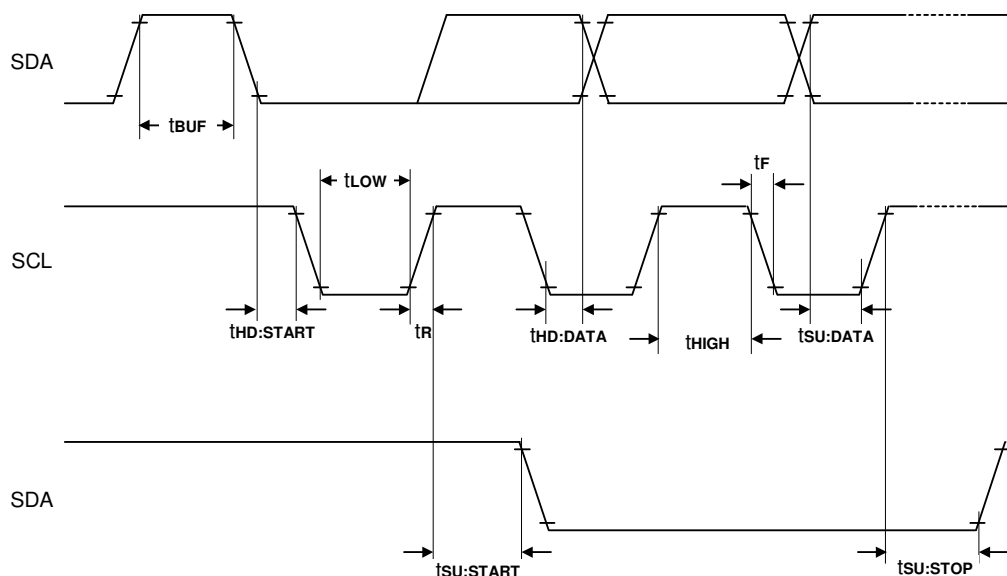 SDA
tBUF
tLOW
tF
SCL
tHD:START
tR
tHD:DATA
tHIGH
tSU:DATA
SDA
tSU:START
tSU:STOP